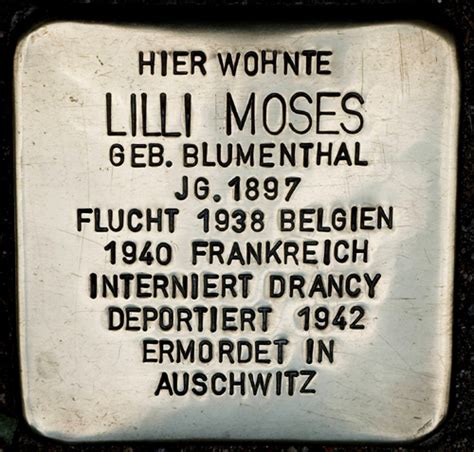 HIER WOHNTE
LILLI MOSES
GEB. BLUMENTHAL
JG. 1897
FLUCHT 1938 BELGIEN
1940 FRANKREICH
INTERNIERT DRANCY
DEPORTIERT 1942
ERMORDET IN
AUSCHWITZ